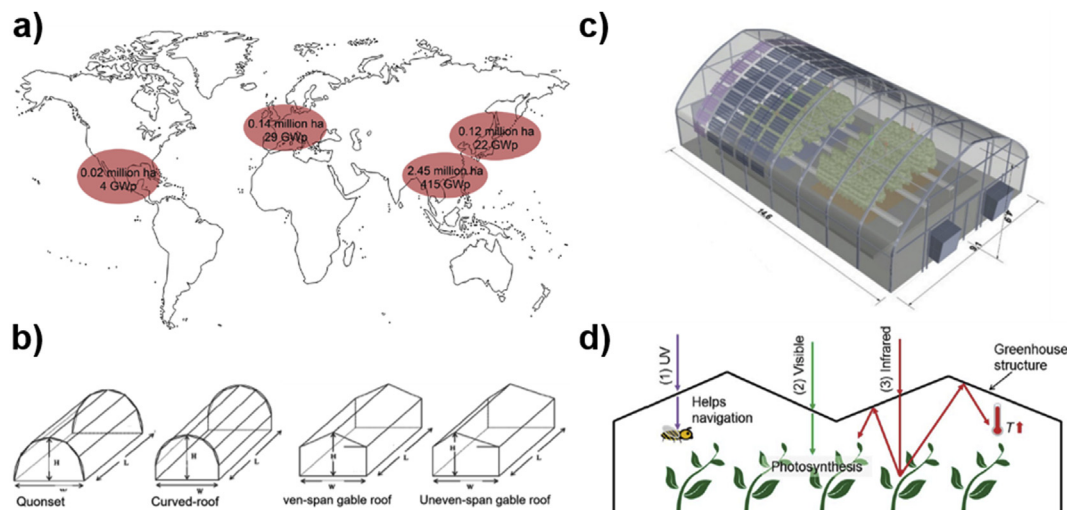 a)
0.14 million ha
29 GWp
0.12 million ha
22 GWp
0.02 million ha
4 GWp
2.45 million ha
415 GWp
b)
H
L
W
Quonset
H
L
W
Curved-roof
H
L
W
ven-span gable roof
H
L
W
Uneven-span gable roof
c)
14.6
d)
(1) UV
(2) Visible
(3) Infrared
Greenhouse
structure
Helps
navigation
T
Photosynthesis